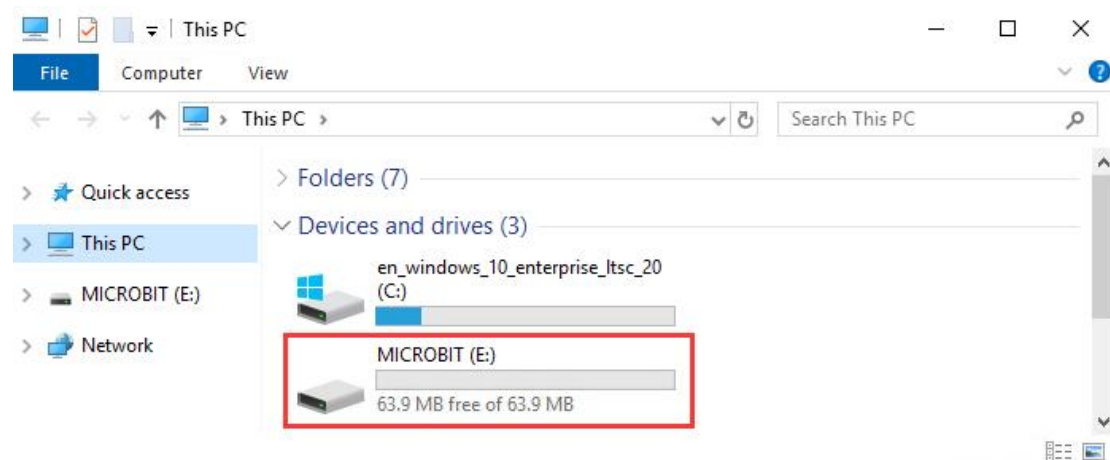 This PC
File Computer View
This PC
Search This PC
Quick access
This PC
MICROBIT (E:)
Network
Folders (7)
Devices and drives (3)
en_windows_10_enterprise_ltsc_20
(C:)
MICROBIT (E:)
63.9 MB free of 63.9 MB